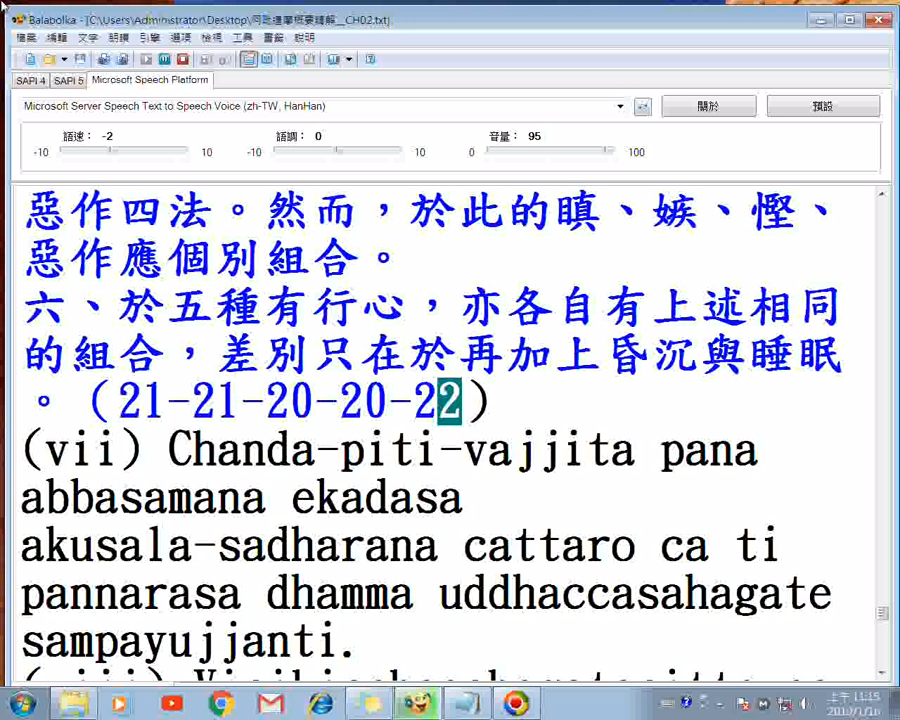 Balabolka - [C:\Users\Administrator\Desktop\阿毗達摩概要精解__CH02.txt]
檔案 編輯 文字 朗讀 引擎 選項 檢視 工具 書籤 說明
SAPI 4 SAPI 5 Microsoft Speech Platform
Microsoft Server Speech Text to Speech Voice (zh-TW, HanHan) 關於 預設
語速： -2 語調： 0 音量： 95
-10 10 -10 10 0 100
惡作四法。然而，於此的瞋、嫉、慳、
惡作應個別組合。
六、於五種有行心，亦各自有上述相同
的組合，差別只在於再加上昏沉與睡眠
。（21-21-20-20-22）
(vii) Chanda-piti-vajjita pana
abbasamana ekadasa
akusala-sadharana cattaro ca ti
pannarasa dhamma uddhaccasahagate
sampayujjanti.
上午 11:15